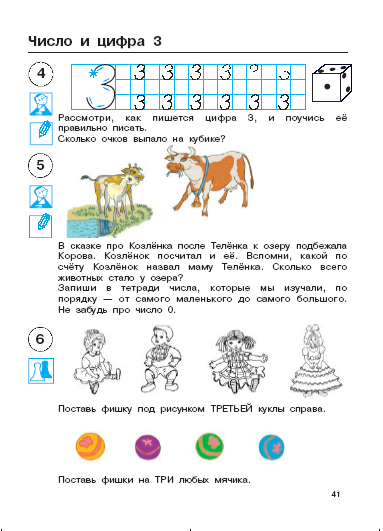 Число и цифра 3
4
3
3 3 3 3 3 3
3 3 3 3 3 3
Рассмотри, как пишется цифра 3, и поучись её
правильно писать.
Сколько очков выпало на кубике?
5
В сказке про Козлёнка после Телёнка к озеру подбежала
Корова. Козлёнок посчитал и её. Вспомни, какой по
счёту Козлёнок назвал маму Телёнка. Сколько всего
животных стало у озера?
Запиши в тетради числа, которые мы изучали, по
порядку — от самого маленького до самого большого.
Не забудь про число 0.
6
Поставь фишку под рисунком ТРЕТЬЕЙ куклы справа.
Поставь фишки на ТРИ любых мячика.
41